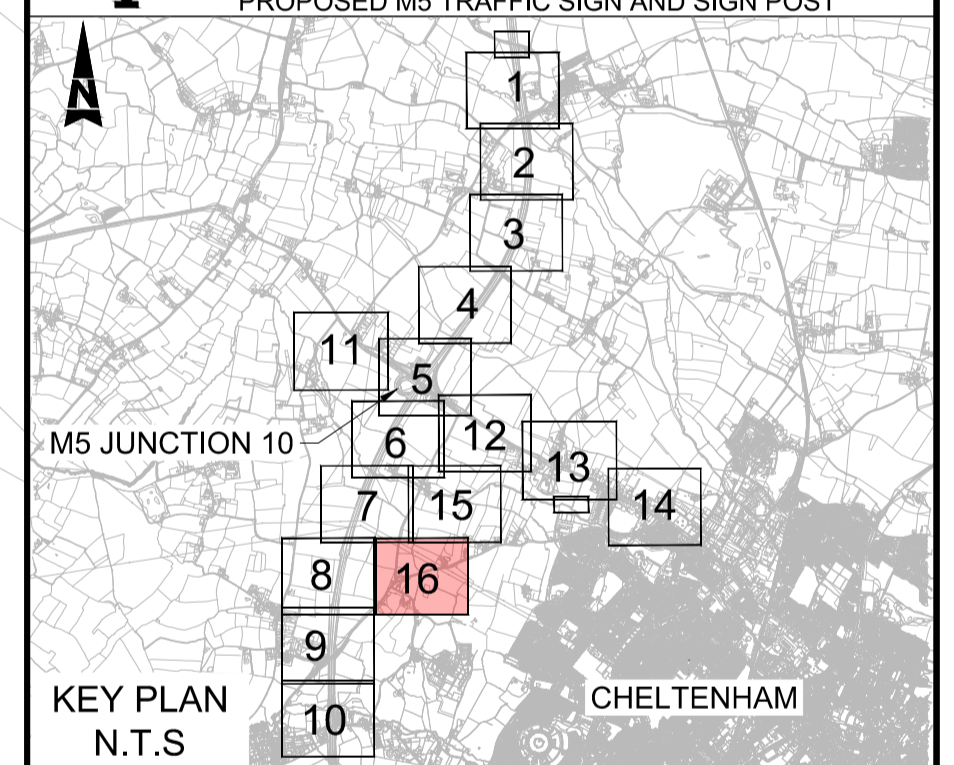 PROPOSED M5 TRAFFIC SIGN AND SIGN POST
N
1
2
3
4
11
5
M5 JUNCTION 10
6
12
13
7
15
14
8
16
9
10
KEY PLAN
N.T.S
CHELTENHAM